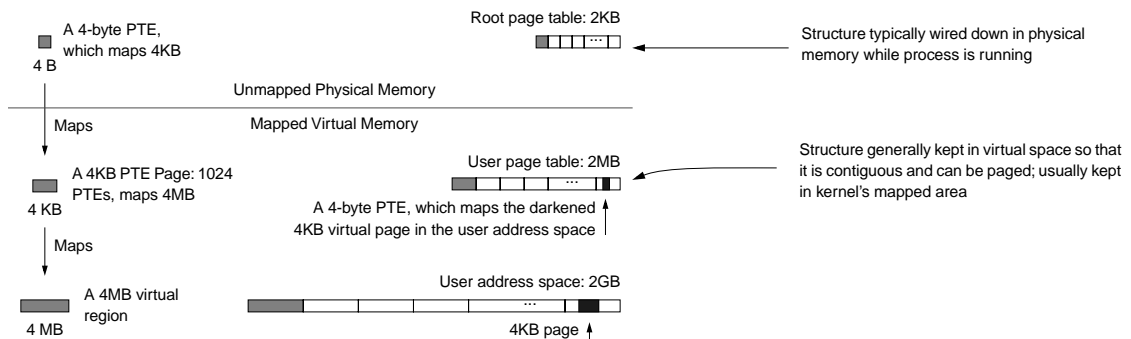 A 4-byte PTE,
which maps 4KB
4 B
Root page table: 2KB
...
Structure typically wired down in physical
memory while process is running
Unmapped Physical Memory
Mapped Virtual Memory
Maps
A 4KB PTE Page: 1024
PTEs, maps 4MB
4 KB
User page table: 2MB
...
A 4-byte PTE, which maps the darkened
4KB virtual page in the user address space
Structure generally kept in virtual space so that
it is contiguous and can be paged; usually kept
in kernel’s mapped area
Maps
A 4MB virtual
region
4 MB
User address space: 2GB
...
4KB page